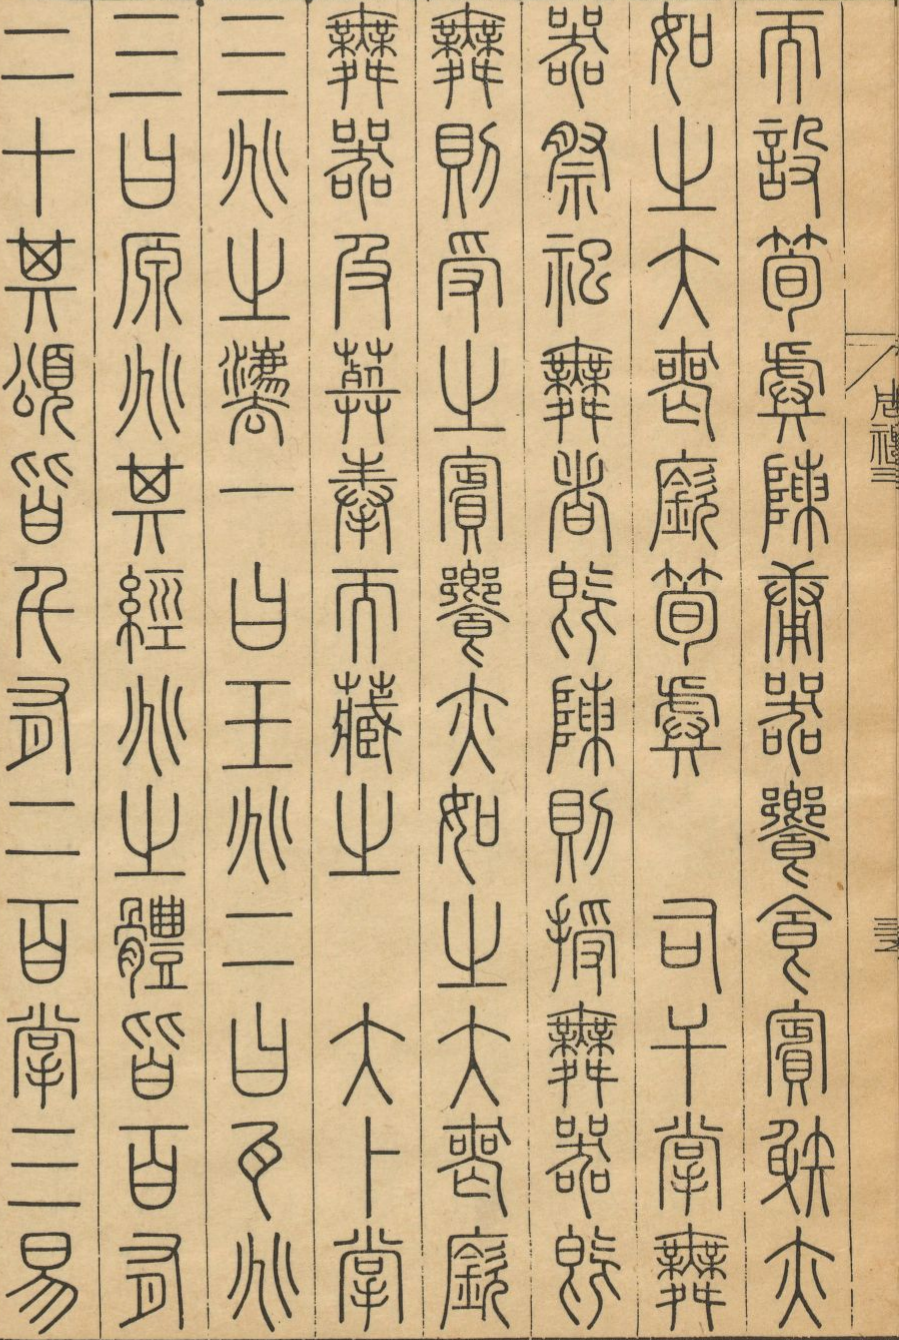 周禮三
而設筍虡陳庸器饗食賓射亦
如之大喪廞筍虡　司干掌舞
器祭祀舞者既陳則授舞器既
舞則受之賓饗亦如之大喪廞
舞器及葬奉而藏之　大卜掌
三兆之灋一曰玉兆二曰瓦兆
三曰原兆其經兆之體皆百有
二十其頌皆千有二百掌三易